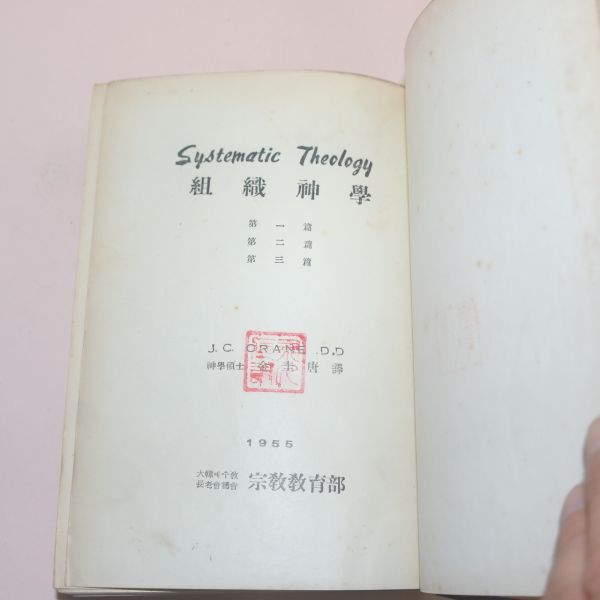 Systematic Theology
組織神學
第一篇
第二篇
第三篇
J. C. CRANE .D.D
神學碩士 金圭唐 譯
1955
大韓예수敎
長老會總會 宗敎敎育部